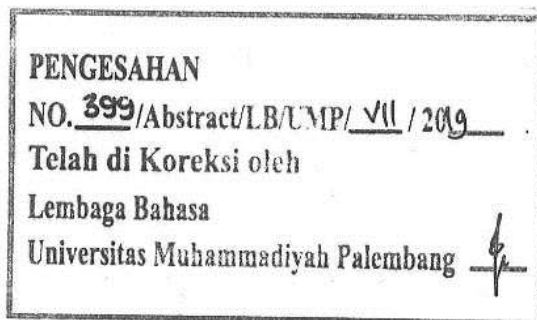 PENGESAHAN
NO. 399/Abstract/LB/UMP/ VII / 2019
Telah di Koreksi oleh
Lembaga Bahasa
Universitas Muhammadiyah Palembang